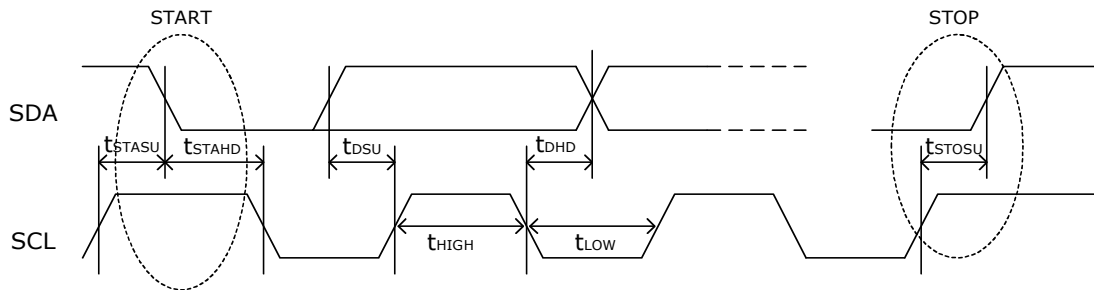 START
STOP
SDA
tSTASU
tSTAHD
tDSU
tDHD
tSTOSU
SCL
tHIGH
tLOW